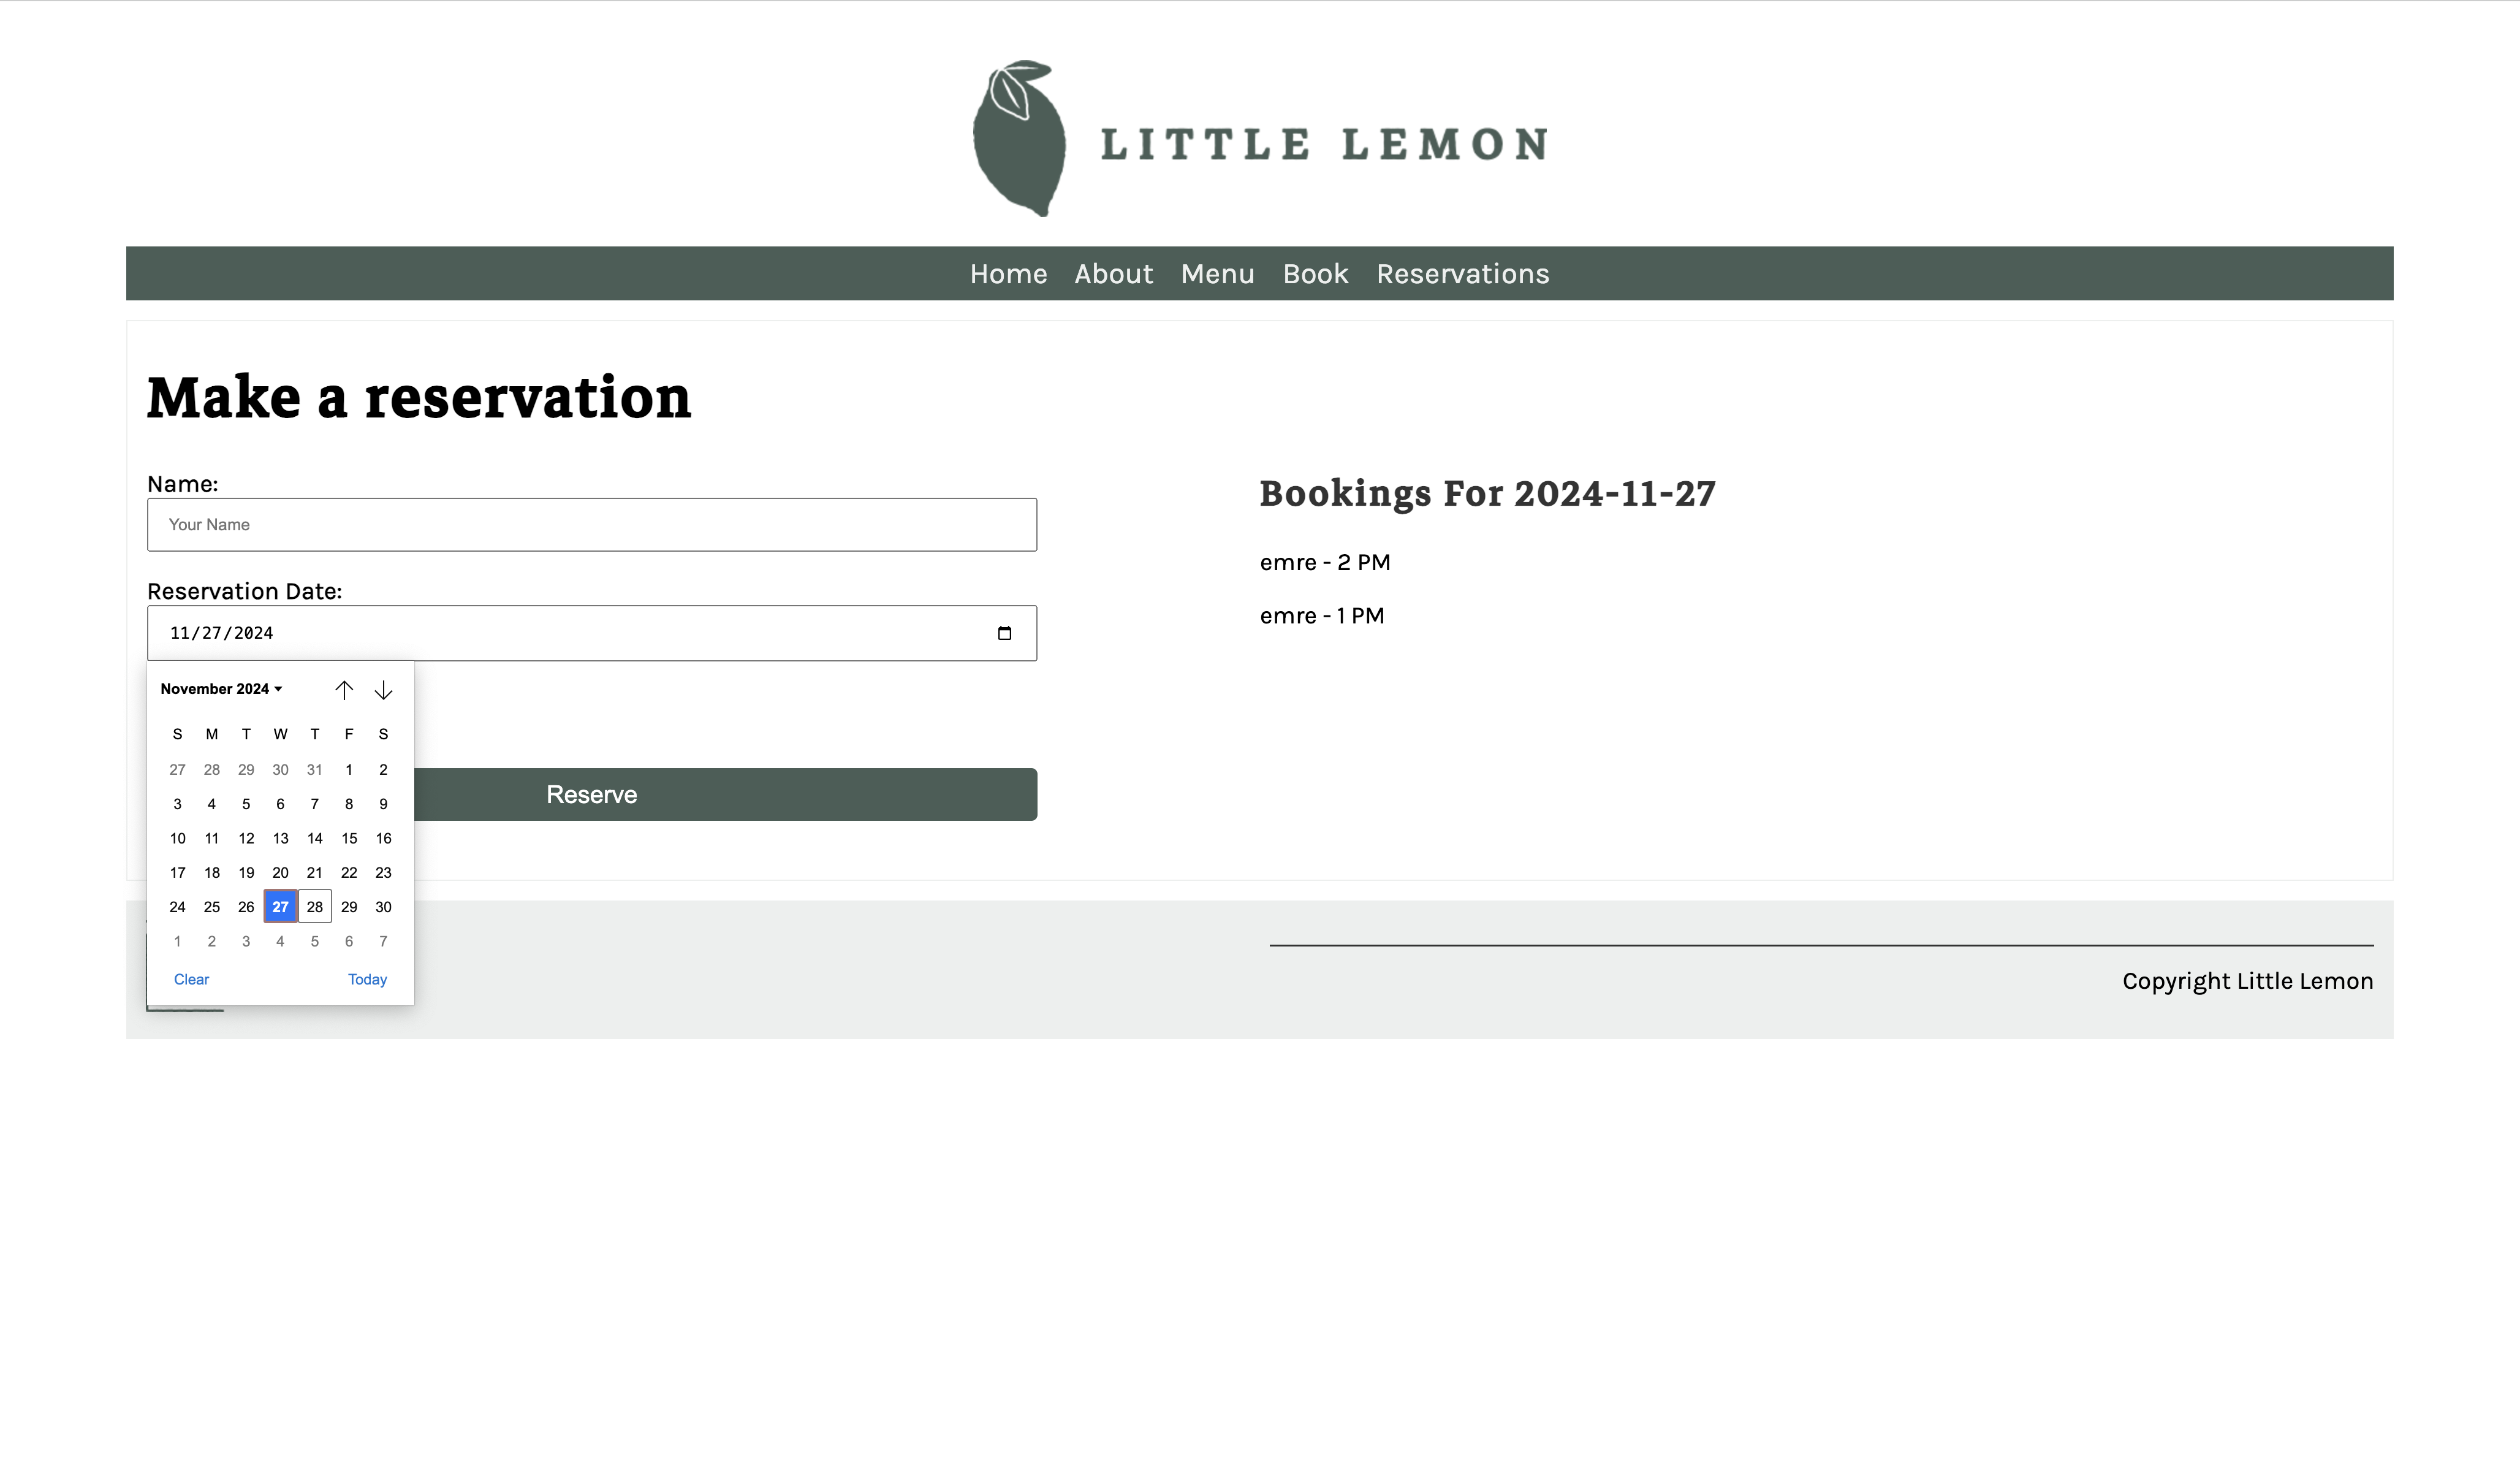 LITTLE LEMON
Home About Menu Book Reservations
Make a reservation
Name:
Your Name
Reservation Date:
11/27/2024
November 2024
S M T W T F S
27 28 29 30 31 1 2
3 4 5 6 7 8 9
10 11 12 13 14 15 16
17 18 19 20 21 22 23
24 25 26 27 28 29 30
1 2 3 4 5 6 7
Clear Today
Reserve
Bookings For 2024-11-27
emre - 2 PM
emre - 1 PM
Copyright Little Lemon